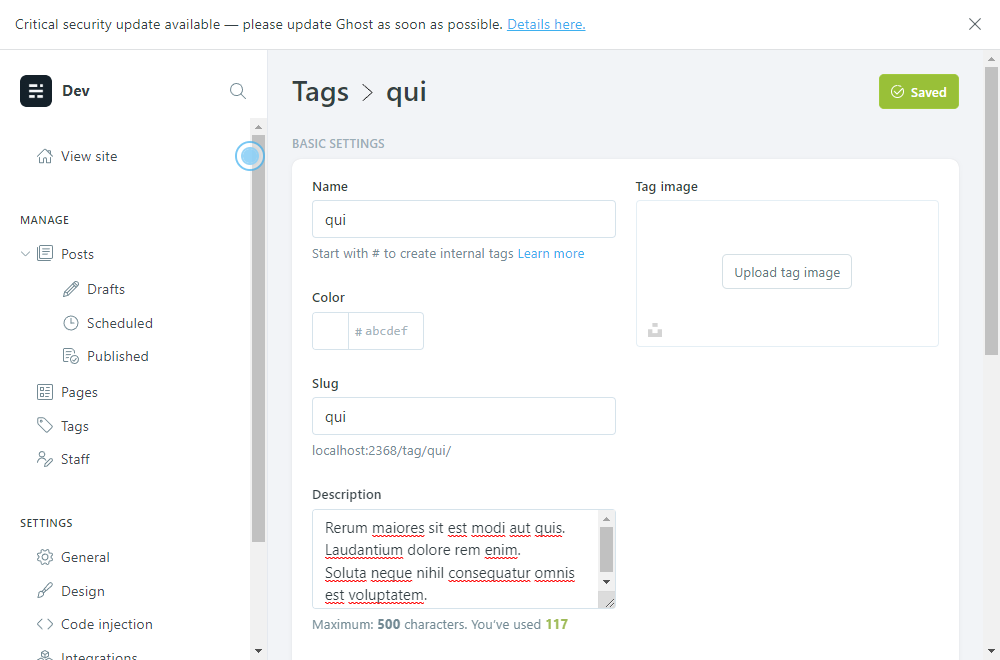 Critical security update available — please update Ghost as soon as possible. Details here.
Dev
View site
MANAGE
Posts
Drafts
Scheduled
Published
Pages
Tags
Staff
SETTINGS
General
Design
Code injection
Integrations
Tags > qui
Saved
BASIC SETTINGS
Name
qui
Start with # to create internal tags Learn more
Color
# abcdef
Slug
qui
localhost:2368/tag/qui/
Description
Rerum maiores sit est modi aut quis.
Laudantium dolore rem enim.
Soluta neque nihil consequatur omnis
est voluptatem.
Maximum: 500 characters. You've used 117
Tag image
Upload tag image